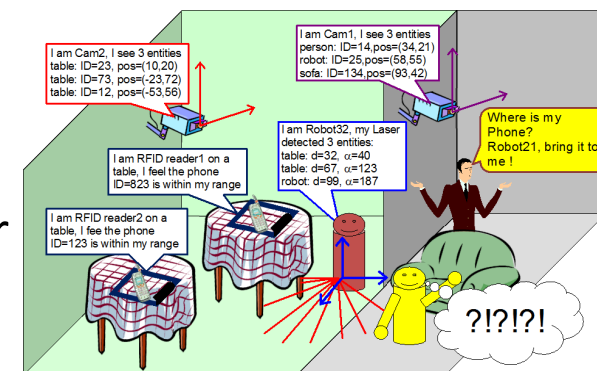 I am Cam2, I see 3 entities
table: ID=23, pos=(10,20)
table: ID=73, pos=(-23,72)
table: ID=12, pos=(-53,56)
I am Cam1, I see 3 entities
person: ID=14,pos=(34,21)
robot: ID=25,pos=(58,55)
sofa: ID=134,pos=(93,42)
Where is my
Phone?
Robot21, bring it to
me !
I am Robot32, my Laser
detected 3 entities:
table: d=32, α=40
table: d=67, α=123
robot: d=99, α=187
I am RFID reader1 on a
table, I feel the phone
ID=823 is within my range
r
I am RFID reader2 on a
table, I fee the phone
ID=123 is within my range
?!?!?!